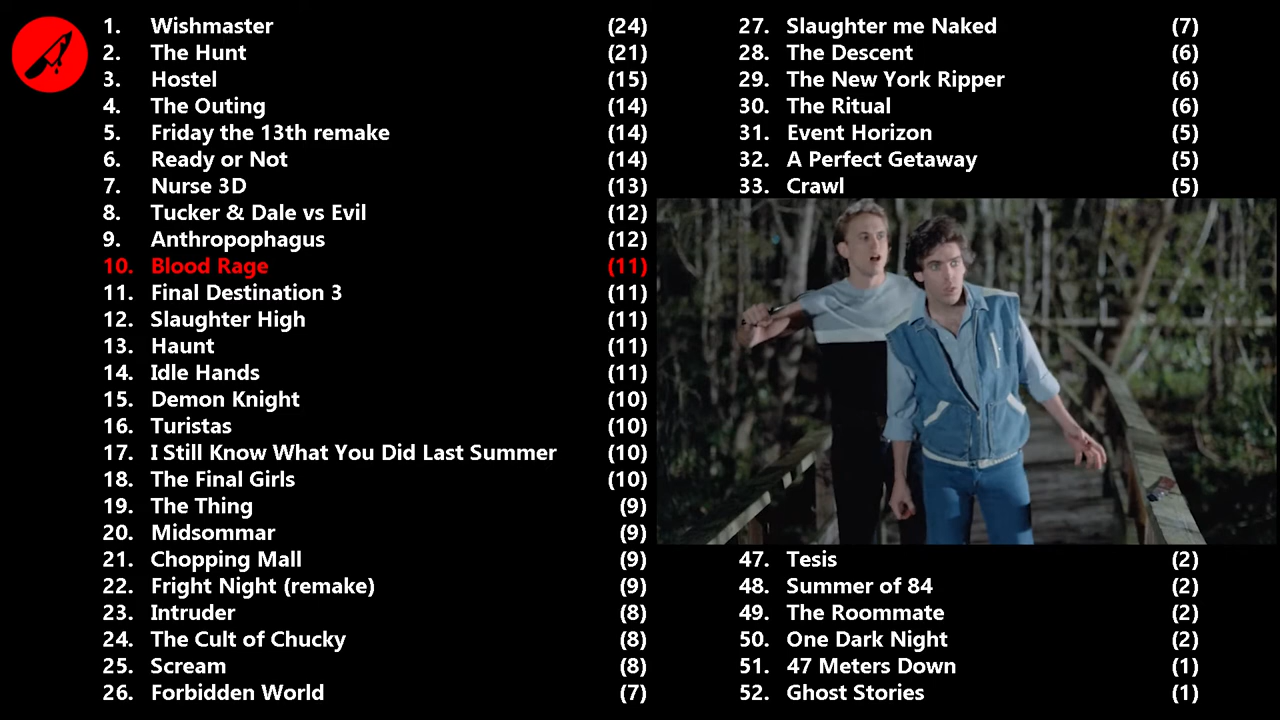 1. Wishmaster (24)
2. The Hunt (21)
3. Hostel (15)
4. The Outing (14)
5. Friday the 13th remake (14)
6. Ready or Not (14)
7. Nurse 3D (13)
8. Tucker & Dale vs Evil (12)
9. Anthropophagus (12)
10. Blood Rage (11)
11. Final Destination 3 (11)
12. Slaughter High (11)
13. Haunt (11)
14. Idle Hands (11)
15. Demon Knight (10)
16. Turistas (10)
17. I Still Know What You Did Last Summer (10)
18. The Final Girls (10)
19. The Thing (9)
20. Midsommar (9)
21. Chopping Mall (9)
22. Fright Night (remake) (9)
23. Intruder (8)
24. The Cult of Chucky (8)
25. Scream (8)
26. Forbidden World (7)
27. Slaughter me Naked (7)
28. The Descent (6)
29. The New York Ripper (6)
30. The Ritual (6)
31. Event Horizon (5)
32. A Perfect Getaway (5)
33. Crawl (5)
47. Tesis (2)
48. Summer of 84 (2)
49. The Roommate (2)
50. One Dark Night (2)
51. 47 Meters Down (1)
52. Ghost Stories (1)